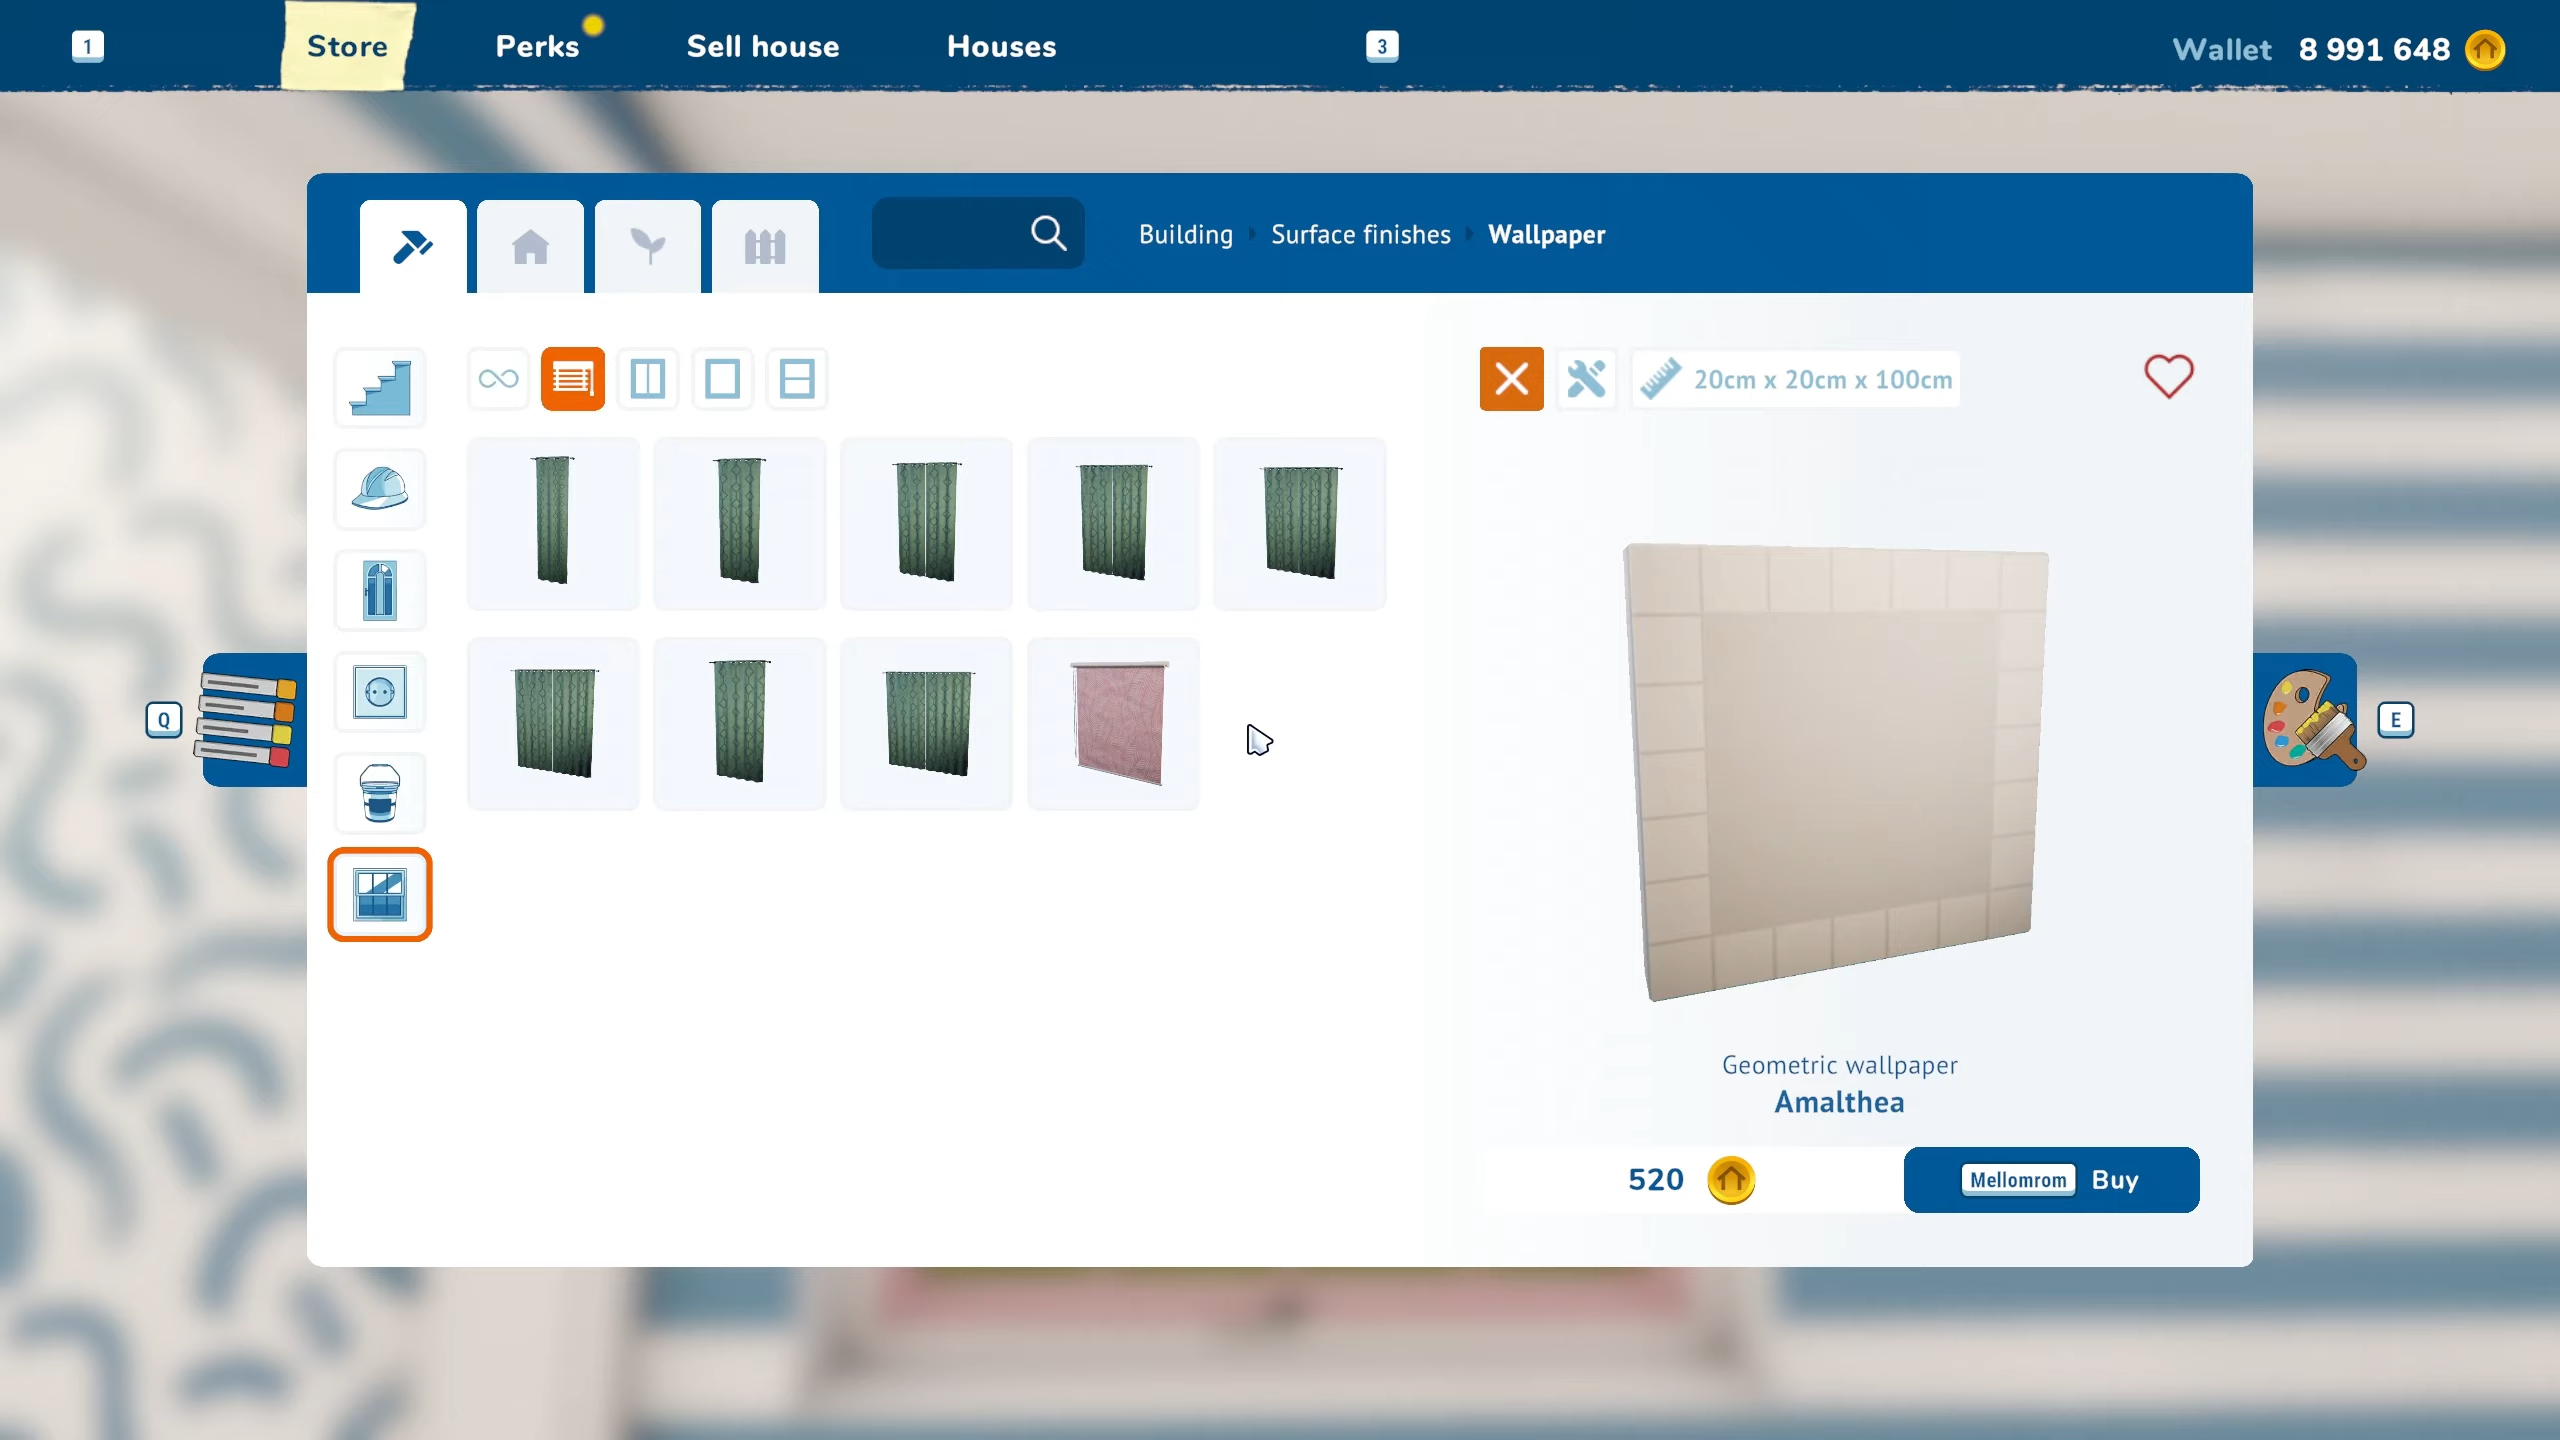 1
Store
Perks
Sell house
Houses
3
Wallet 8 991 648
Building Surface finishes Wallpaper
20cm x 20cm x 100cm
Q
E
Geometric wallpaper
Amalthea
520
Mellomrom Buy